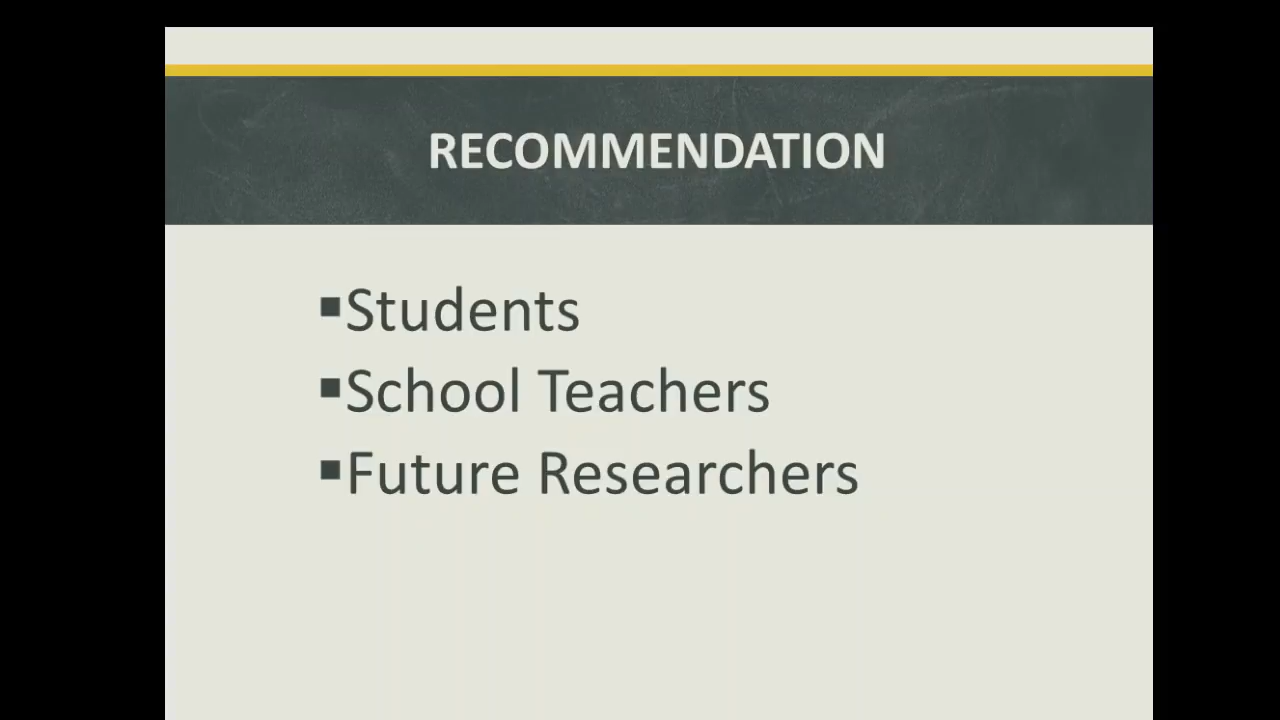 RECOMMENDATION
▪Students
▪School Teachers
▪Future Researchers